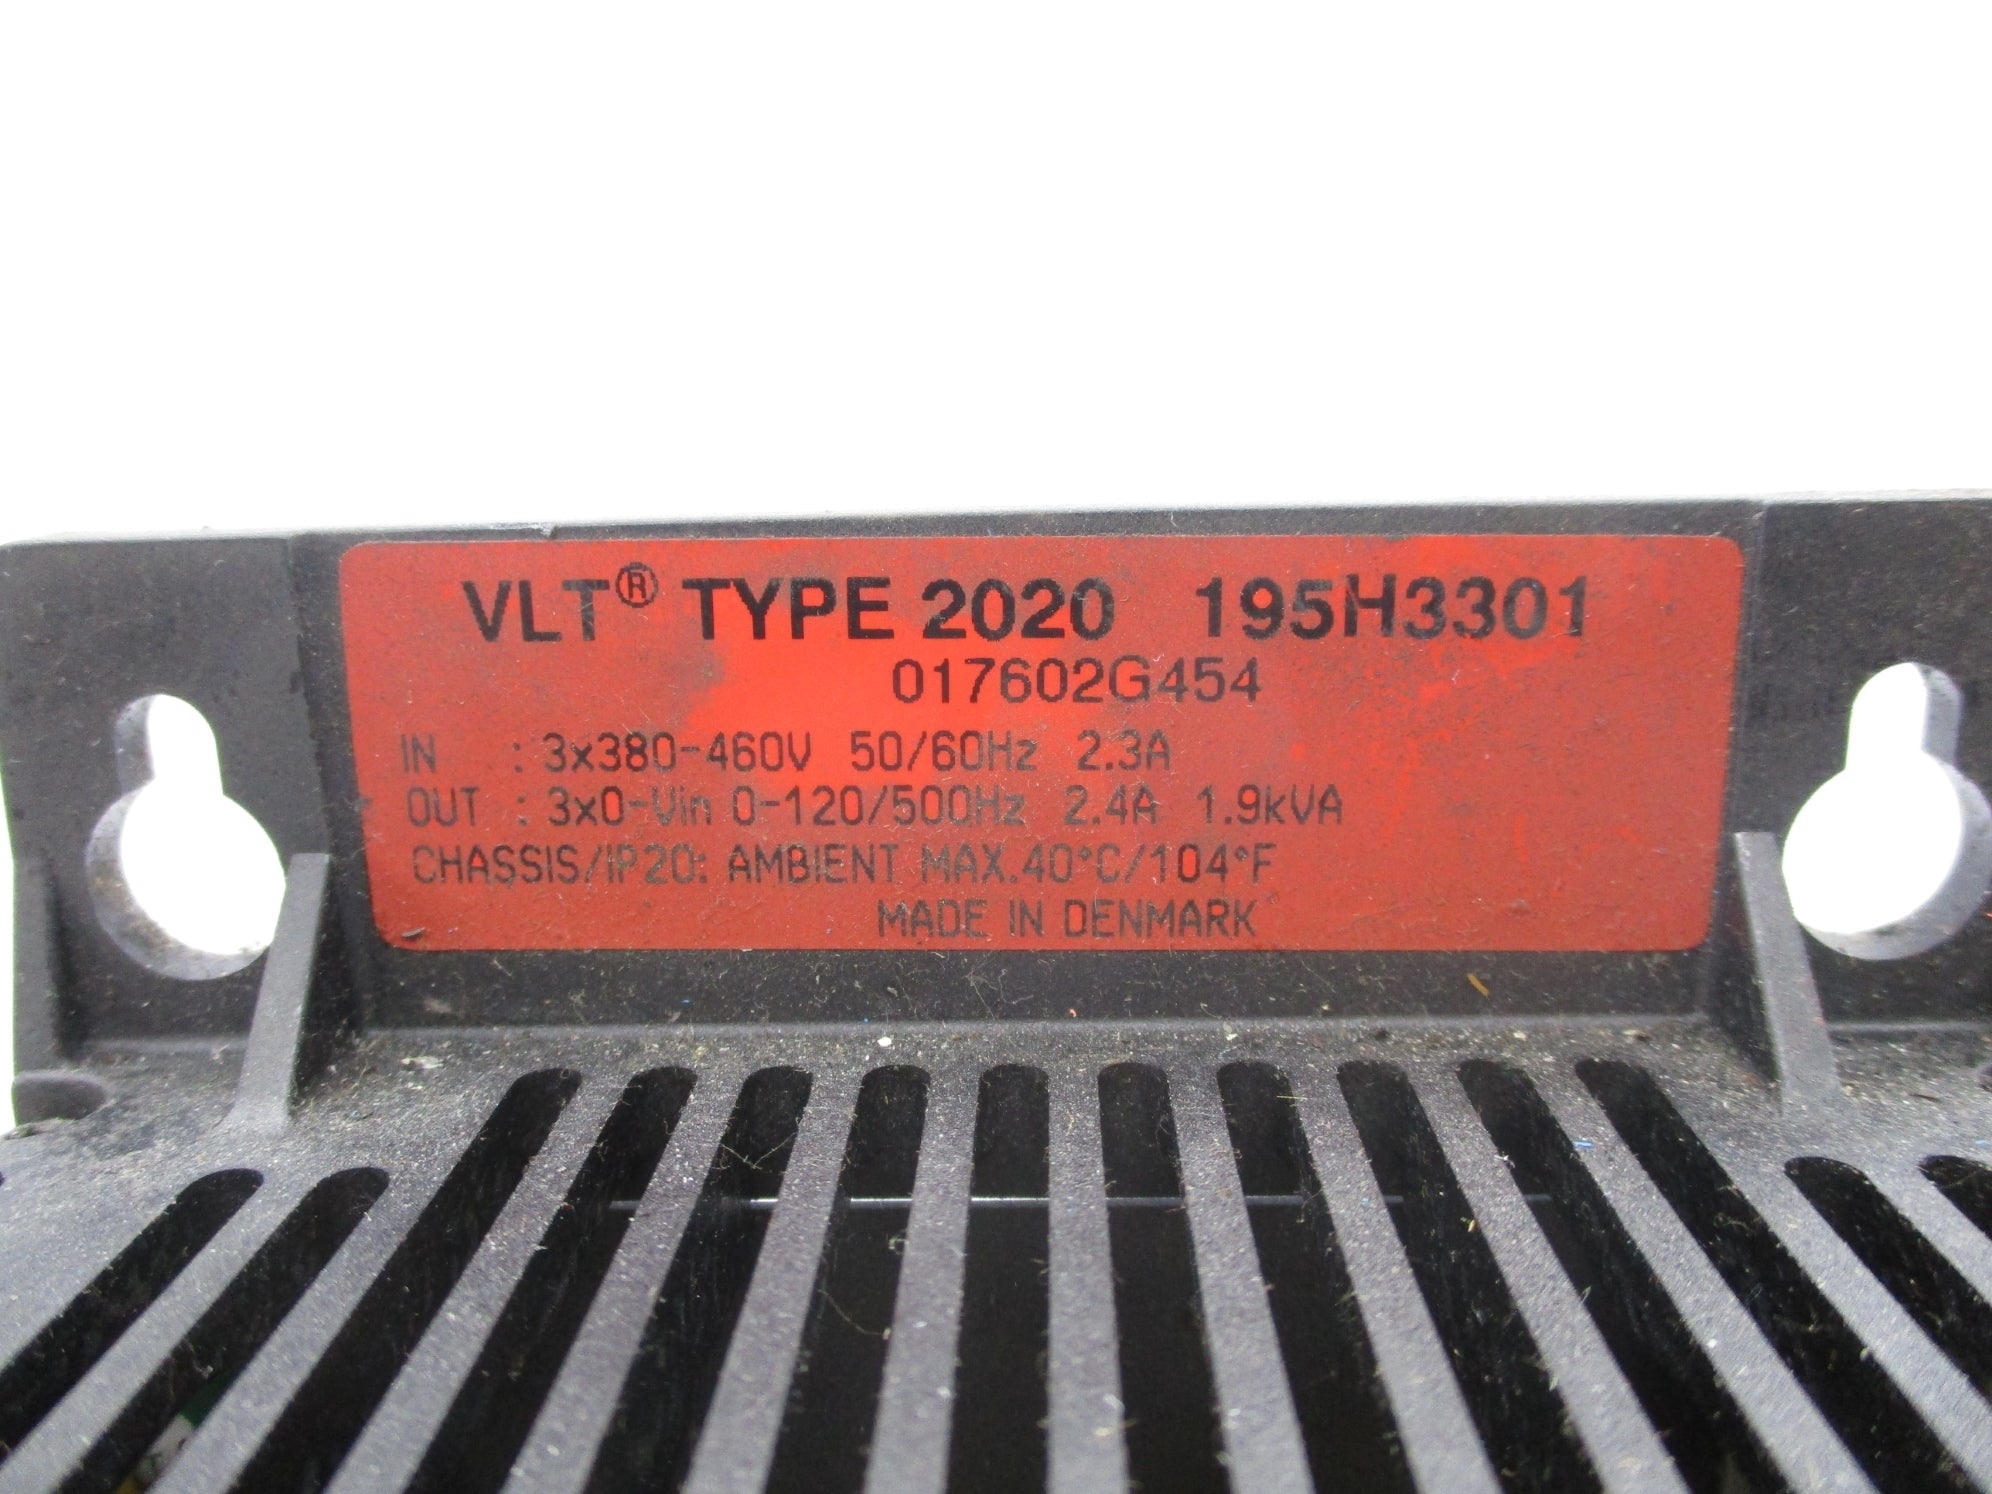 VLT® TYPE 2020 195H3301
017602G454
IN : 3x380-460V 50/60Hz 2.3A
OUT : 3x0-Vin 0-120/500Hz 2.4A 1.9kVA
CHASSIS/IP20: AMBIENT MAX.40°C/104°F
MADE IN DENMARK